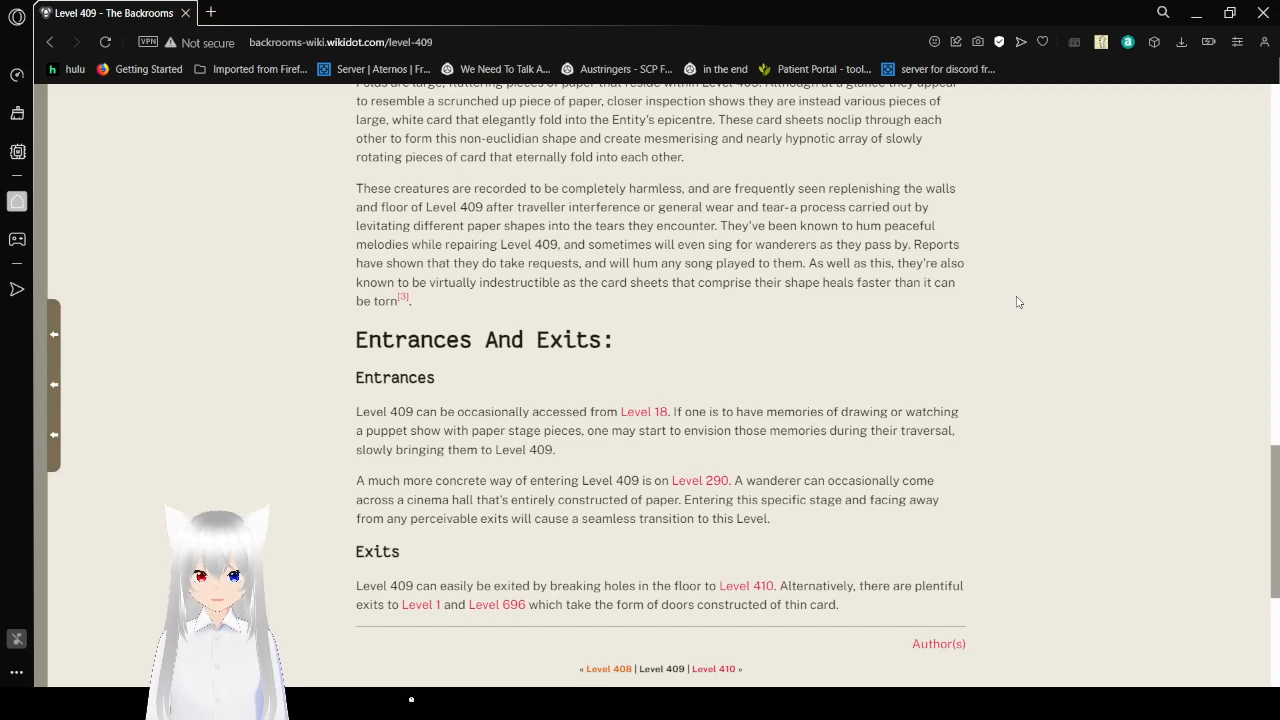 Level 409 - The Backrooms
VPN
Not secure
backrooms-wiki.wikidot.com/level-409
hulu
Getting Started
Imported from Firef...
Server | Aternos | Fr...
We Need To Talk A...
Austringers - SCP F...
in the end
Patient Portal - tool...
server for discord fr...
Folds are large, fluttering pieces of paper that reside within Level 409. Although at a glance they appear
to resemble a scrunched up piece of paper, closer inspection shows they are instead various pieces of
large, white card that elegantly fold into the Entity's epicentre. These card sheets noclip through each
other to form this non-euclidian shape and create mesmerising and nearly hypnotic array of slowly
rotating pieces of card that eternally fold into each other.
These creatures are recorded to be completely harmless, and are frequently seen replenishing the walls
and floor of Level 409 after traveller interference or general wear and tear- a process carried out by
levitating different paper shapes into the tears they encounter. They've been known to hum peaceful
melodies while repairing Level 409, and sometimes will even sing for wanderers as they pass by. Reports
have shown that they do take requests, and will hum any song played to them. As well as this, they're also
known to be virtually indestructible as the card sheets that comprise their shape heals faster than it can
be torn[3].
Entrances And Exits:
Entrances
Level 409 can be occasionally accessed from Level 18. If one is to have memories of drawing or watching
a puppet show with paper stage pieces, one may start to envision those memories during their traversal,
slowly bringing them to Level 409.
A much more concrete way of entering Level 409 is on Level 290. A wanderer can occasionally come
across a cinema hall that's entirely constructed of paper. Entering this specific stage and facing away
from any perceivable exits will cause a seamless transition to this Level.
Exits
Level 409 can easily be exited by breaking holes in the floor to Level 410. Alternatively, there are plentiful
exits to Level 1 and Level 696 which take the form of doors constructed of thin card.
Author(s)
« Level 408 | Level 409 | Level 410 »